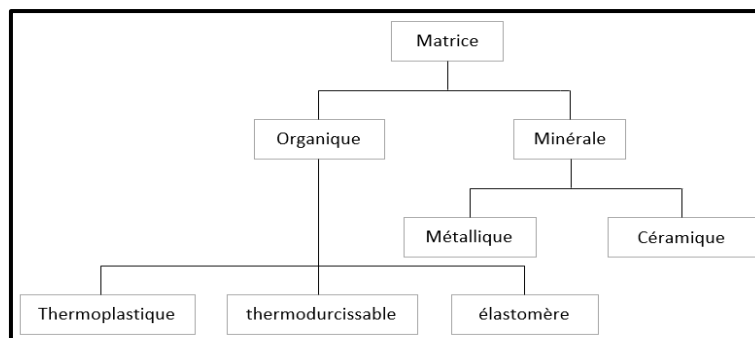 Matrice
Organique
Minérale
Métallique
Céramique
Thermoplastique
thermodurcissable
élastomère